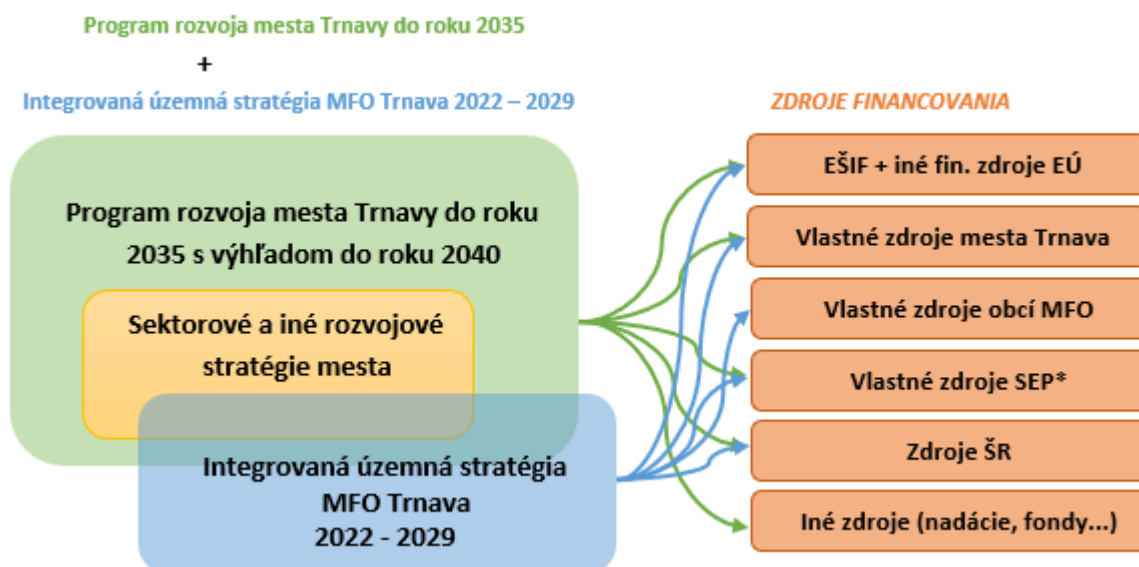 Program rozvoja mesta Trnavy do roku 2035
+
Integrovaná územná stratégia MFO Trnava 2022 – 2029
Program rozvoja mesta Trnavy do roku
2035 s výhľadom do roku 2040
Sektorové a iné rozvojové
stratégie mesta
Integrovaná územná stratégia
MFO Trnava
2022 - 2029
ZDROJE FINANCOVANIA
EŠIF + iné fin. zdroje EÚ
Vlastné zdroje mesta Trnava
Vlastné zdroje obcí MFO
Vlastné zdroje SEP*
Zdroje ŠR
Iné zdroje (nadácie, fondy...)